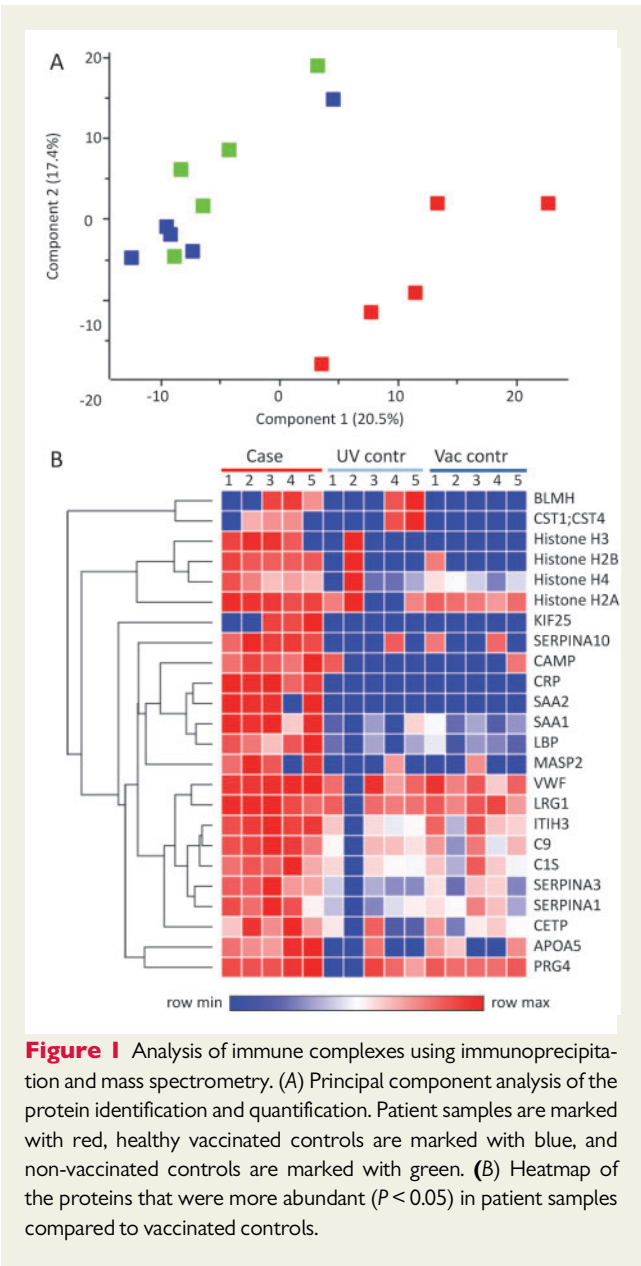 A
20
10
0
-10
-20
Component 2 (17.4%)
-10
0
10
20
Component 1 (20.5%)
B
Case UV contr Vac contr
1 2 3 4 5 1 2 3 4 5 1 2 3 4 5
BLMH
CST1;CST4
Histone H3
Histone H2B
Histone H4
Histone H2A
KIF25
SERPINA10
CAMP
CRP
SAA2
SAA1
LBP
MASP2
VWF
LRG1
ITIH3
C9
C1S
SERPINA3
SERPINA1
CETP
APOA5
PRG4
row min row max
Figure 1 Analysis of immune complexes using immunoprecipita-
tion and mass spectrometry. (A) Principal component analysis of the
protein identification and quantification. Patient samples are marked
with red, healthy vaccinated controls are marked with blue, and
non-vaccinated controls are marked with green. (B) Heatmap of
the proteins that were more abundant (P < 0.05) in patient samples
compared to vaccinated controls.